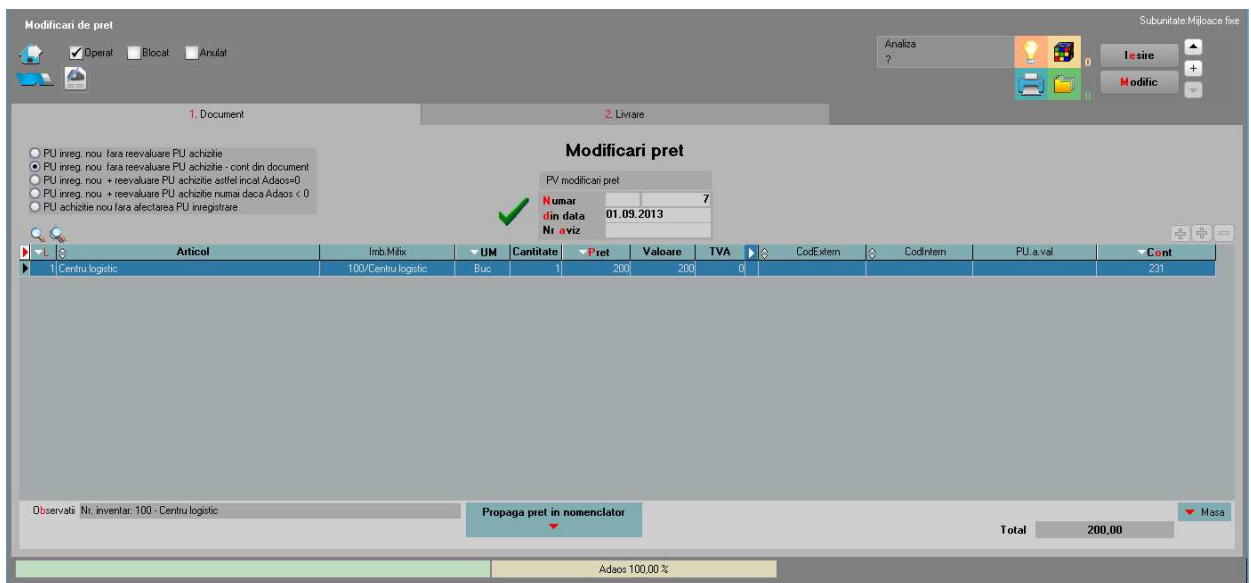 Modificari de pret
Subunitate:Mijloace fixe
Operat Blocat Anulat
Analiza
?
0
Iesire
+
Modific
1. Document
2. Livrare
PU inreg. nou fara reevaluare PU achizitie
PU inreg. nou fara reevaluare PU achizitie - cont din document
PU inreg. nou + reevaluare PU achizitie astfel incat Adaos=0
PU inreg. nou + reevaluare PU achizitie numai daca Adaos < 0
PU achizitie nou fara afectarea PU inregistrare
Modificari pret
PV modificari pret
Numar 7
din data 01.09.2013
Nr aviz
L Articol Imb.Mifix UM Cantitate Pret Valoare TVA CodExtern CodIntern PU.a.val Cont
1 Centru logistic 100/Centru logistic Buc 1 200 200 0 231
Observatii Nr. inventar: 100 - Centru logistic
Propaga pret in nomenclator
Masa
Total 200,00
Adaos 100,00 %